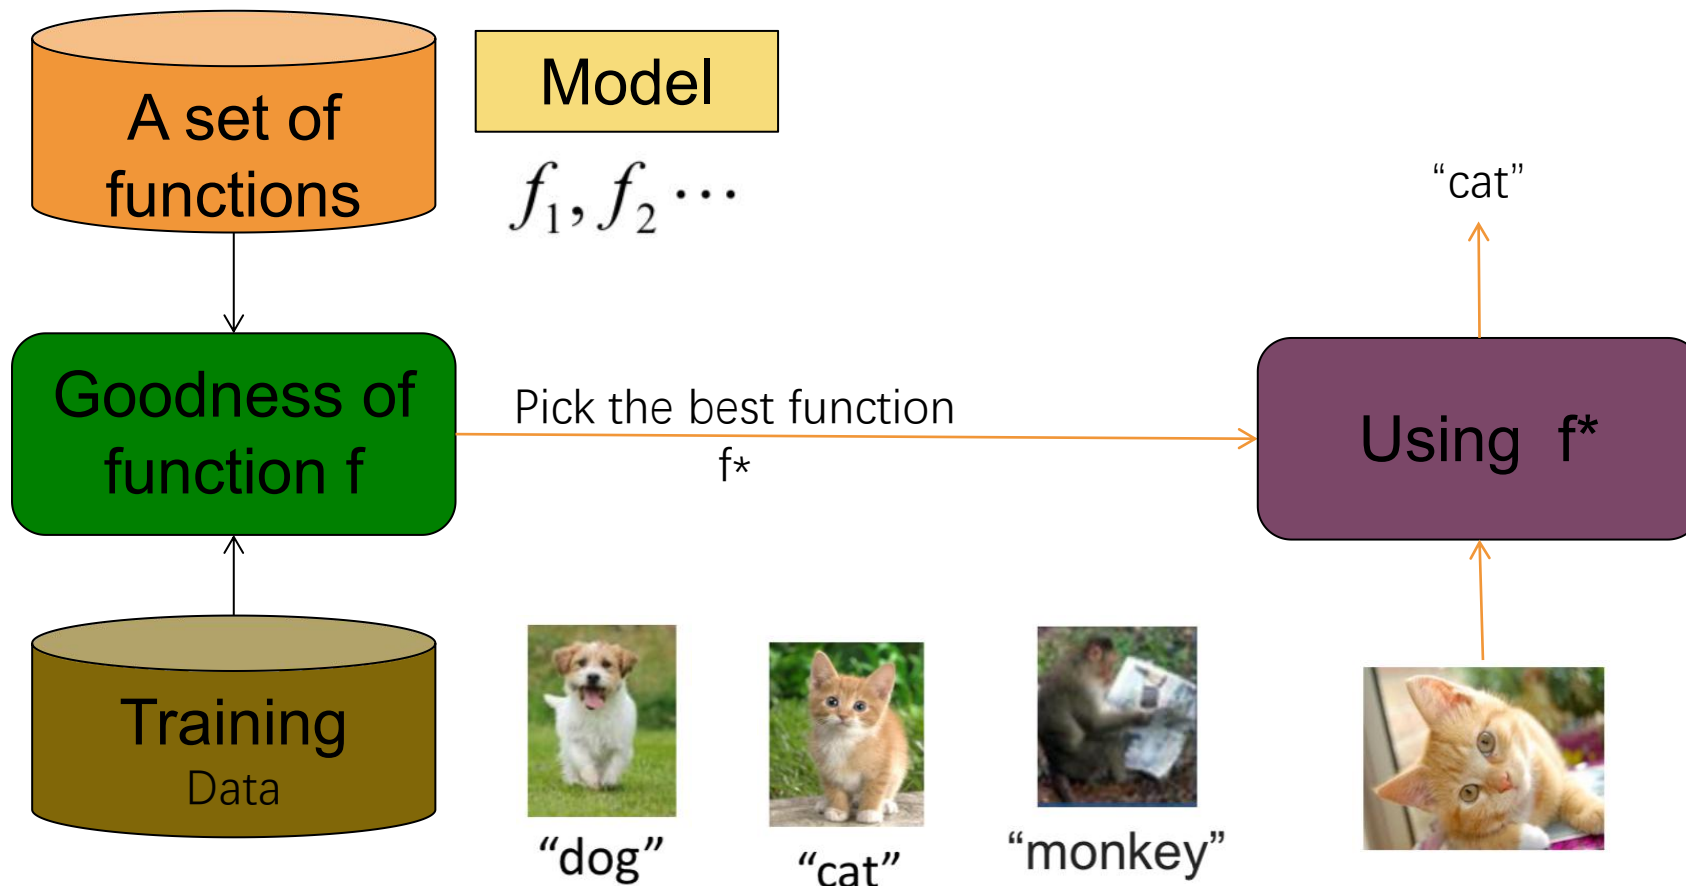 A set of
functions
Model
f₁, f₂ ⋯
“cat”
Goodness of
function f
Pick the best function
f*
Using f*
Training
Data
“dog”
“cat”
“monkey”